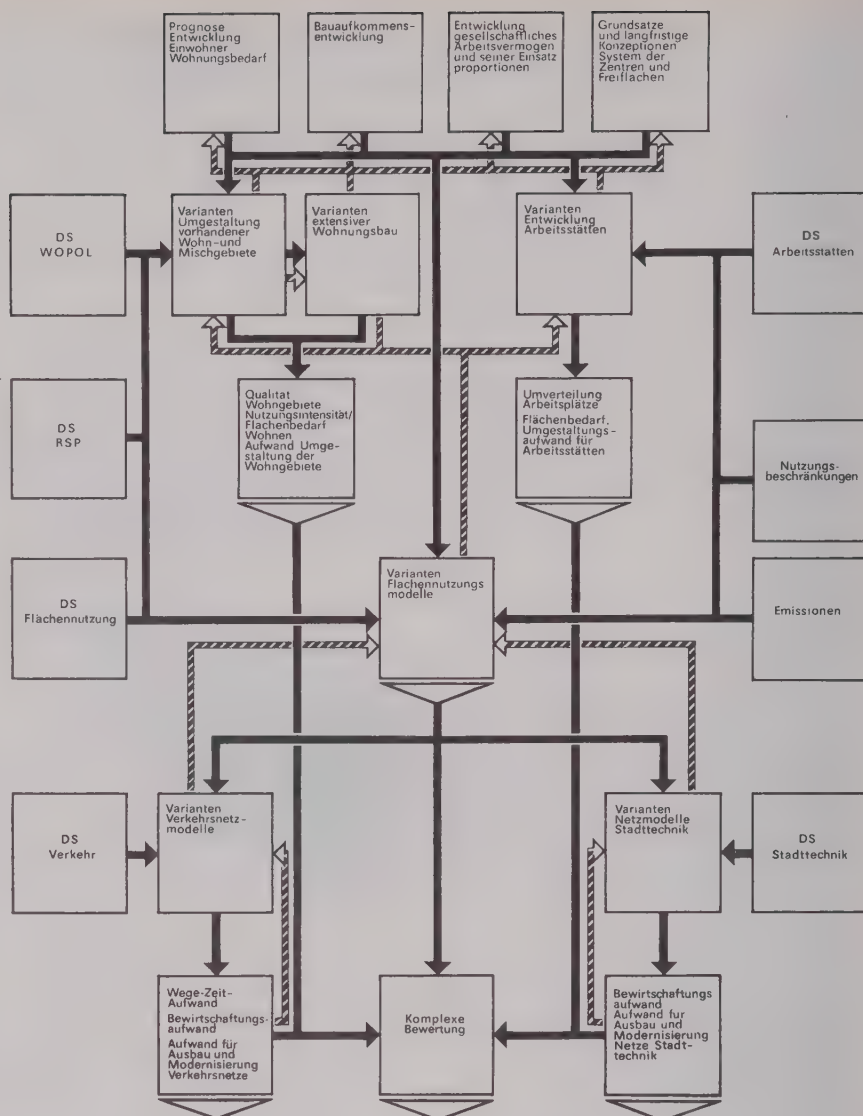 Prognose
Entwicklung
Einwohner
Wohnungsbedarf
Bauaufkommens-
entwicklung
Entwicklung
gesellschaftliches
Arbeitsvermogen
und seiner Einsatz
proportionen
Grundsatze
und langfristige
Konzeptionen
System der
Zentren und
Freiflachen
DS
WOPOL
Varianten
Umgestaltung
vorhandener
Wohn-und
Mischgebiete
Varianten
extensiver
Wohnungsbau
Varianten
Entwicklung
Arbeitsstätten
DS
Arbeitsstatten
DS
RSP
Qualitat
Wohngebiete
Nutzungsintensität/
Flachenbedarf
Wohnen
Aufwand Umge-
staltung der
Wohngebiete
Umverteilung
Arbeitsplätze
Flächenbedarf,
Umgestaltungs-
aufwand für
Arbeitsstätten
Nutzungs-
beschränkungen
DS
Flächennutzung
Varianten
Flachennutzungs
modelle
Emissionen
DS
Verkehr
Varianten
Verkehrsnetz-
modelle
Varianten
Netzmodelle
Stadttechnik
DS
Stadttechnik
Wege-Zeit-
Aufwand
Bewirtschaftungs-
aufwand
Aufwand für
Ausbau und
Modernisierung
Verkehrsnetze
Komplexe
Bewertung
Bewirtschaftungs
aufwand
Aufwand fur
Ausbau und
Modernisierung
Netze Stadt-
technik